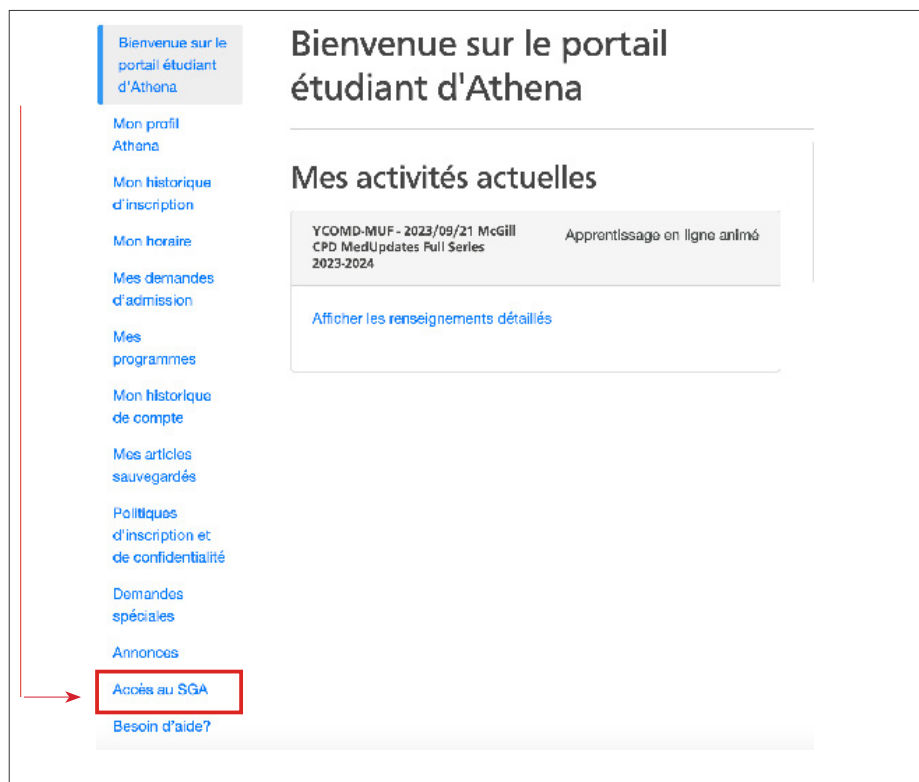 Bienvenue sur le
portail étudiant
d'Athena
Mon profil
Athena
Mon historique
d'inscription
Mon horaire
Mes demandes
d'admission
Mes
programmes
Mon historique
de compte
Mes articles
sauvegardés
Politiques
d'inscription et
de confidentialité
Demandes
spéciales
Annonces
Accès au SGA
Besoin d'aide?
Bienvenue sur le portail
étudiant d'Athena
Mes activités actuelles
YCOMD-MUF - 2023/09/21 McGill
CPD MedUpdates Full Series
2023-2024
Apprentissage en ligne animé
Afficher les renseignements détaillés